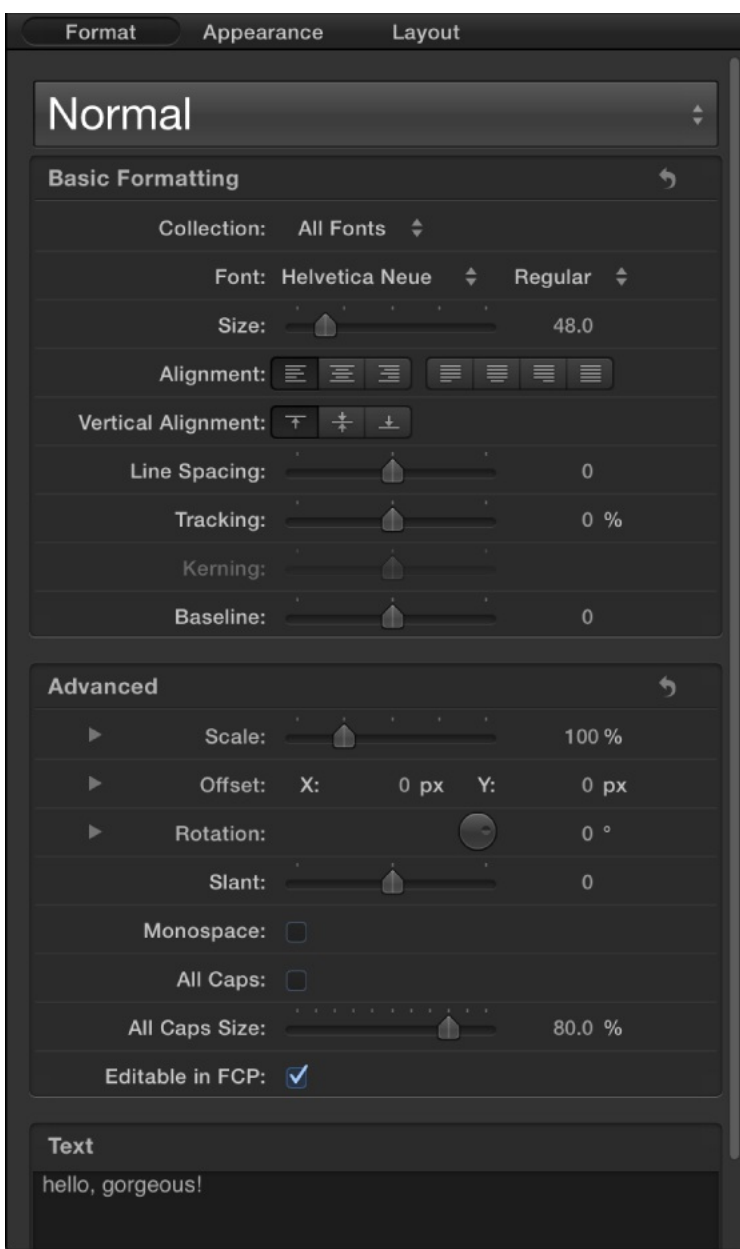 Format Appearance Layout
Normal
Basic Formatting
Collection: All Fonts
Font: Helvetica Neue Regular
Size: 48.0
Alignment:
Vertical Alignment:
Line Spacing: 0
Tracking: 0 %
Kerning:
Baseline: 0
Advanced
Scale: 100 %
Offset: X: 0 px Y: 0 px
Rotation: 0 °
Slant: 0
Monospace:
All Caps:
All Caps Size: 80.0 %
Editable in FCP:
Text
hello, gorgeous!